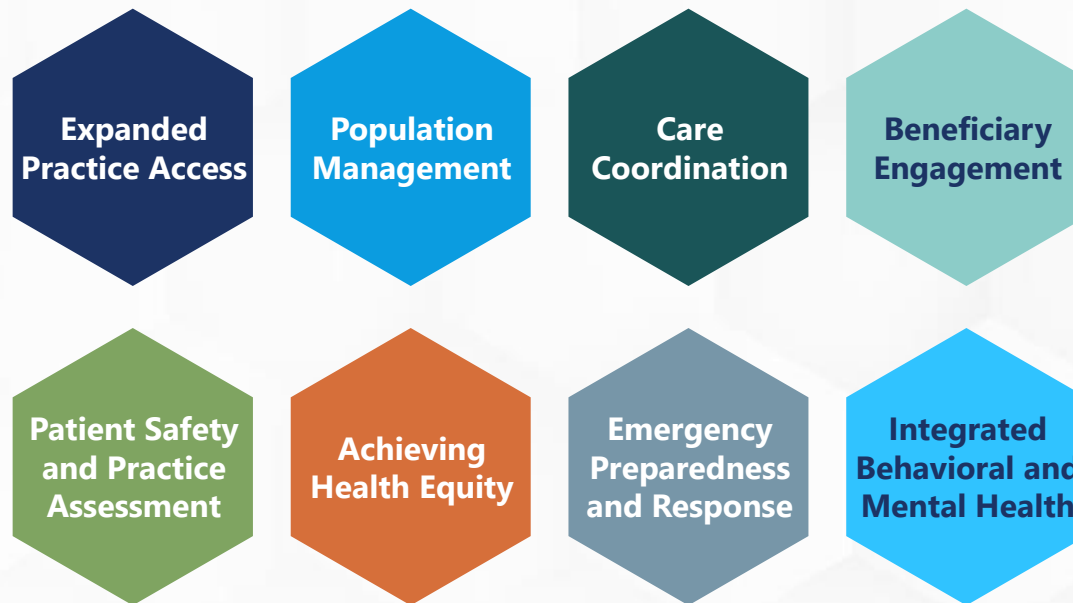 Expanded
Practice Access
Population
Management
Care
Coordination
Beneficiary
Engagement
Patient Safety
and Practice
Assessment
Achieving
Health Equity
Emergency
Preparedness
and Response
Integrated
Behavioral and
Mental Health